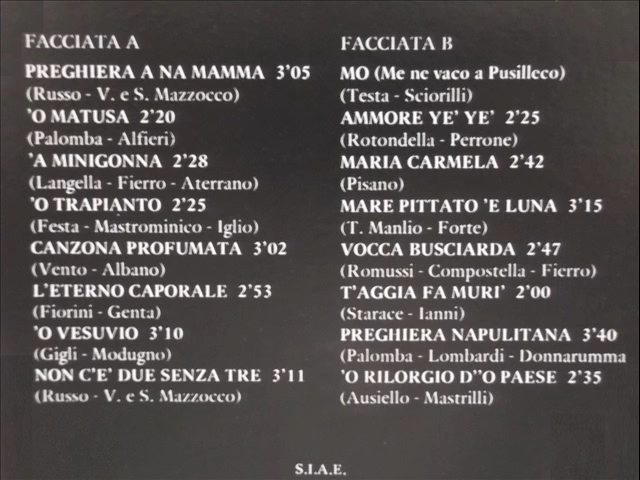 FACCIATA A
PREGHIERA A NA MAMMA 3'05
(Russo - V. e S. Mazzocco)
'O MATUSA 2'20
(Palomba - Alfieri)
'A MINIGONNA 2'28
(Langella - Fierro - Aterrano)
'O TRAPIANTO 2'25
(Festa - Mastrominico - Iglio)
CANZONA PROFUMATA 3'02
(Vento - Albano)
L'ETERNO CAPORALE 2'53
(Fiorini - Genta)
'O VESUVIO 3'10
(Gigli - Modugno)
NON C'E' DUE SENZA TRE 3'11
(Russo - V. e S. Mazzocco)
FACCIATA B
MO (Me ne vaco a Pusilleco)
(Testa - Sciorilli)
AMMORE YE' YE' 2'25
(Rotondella - Perrone)
MARIA CARMELA 2'42
(Pisano)
MARE PITTATO 'E LUNA 3'15
(T. Manlio - Forte)
VOCCA BUSCIARDA 2'47
(Romussi - Compostella - Fierro)
T'AGGIA FA MURI' 2'00
(Starace - Ianni)
PREGHIERA NAPULITANA 3'40
(Palomba - Lombardi - Donnarumma
'O RILORGIO D''O PAESE 2'35
(Ausiello - Mastrilli)
S.I.A.E.